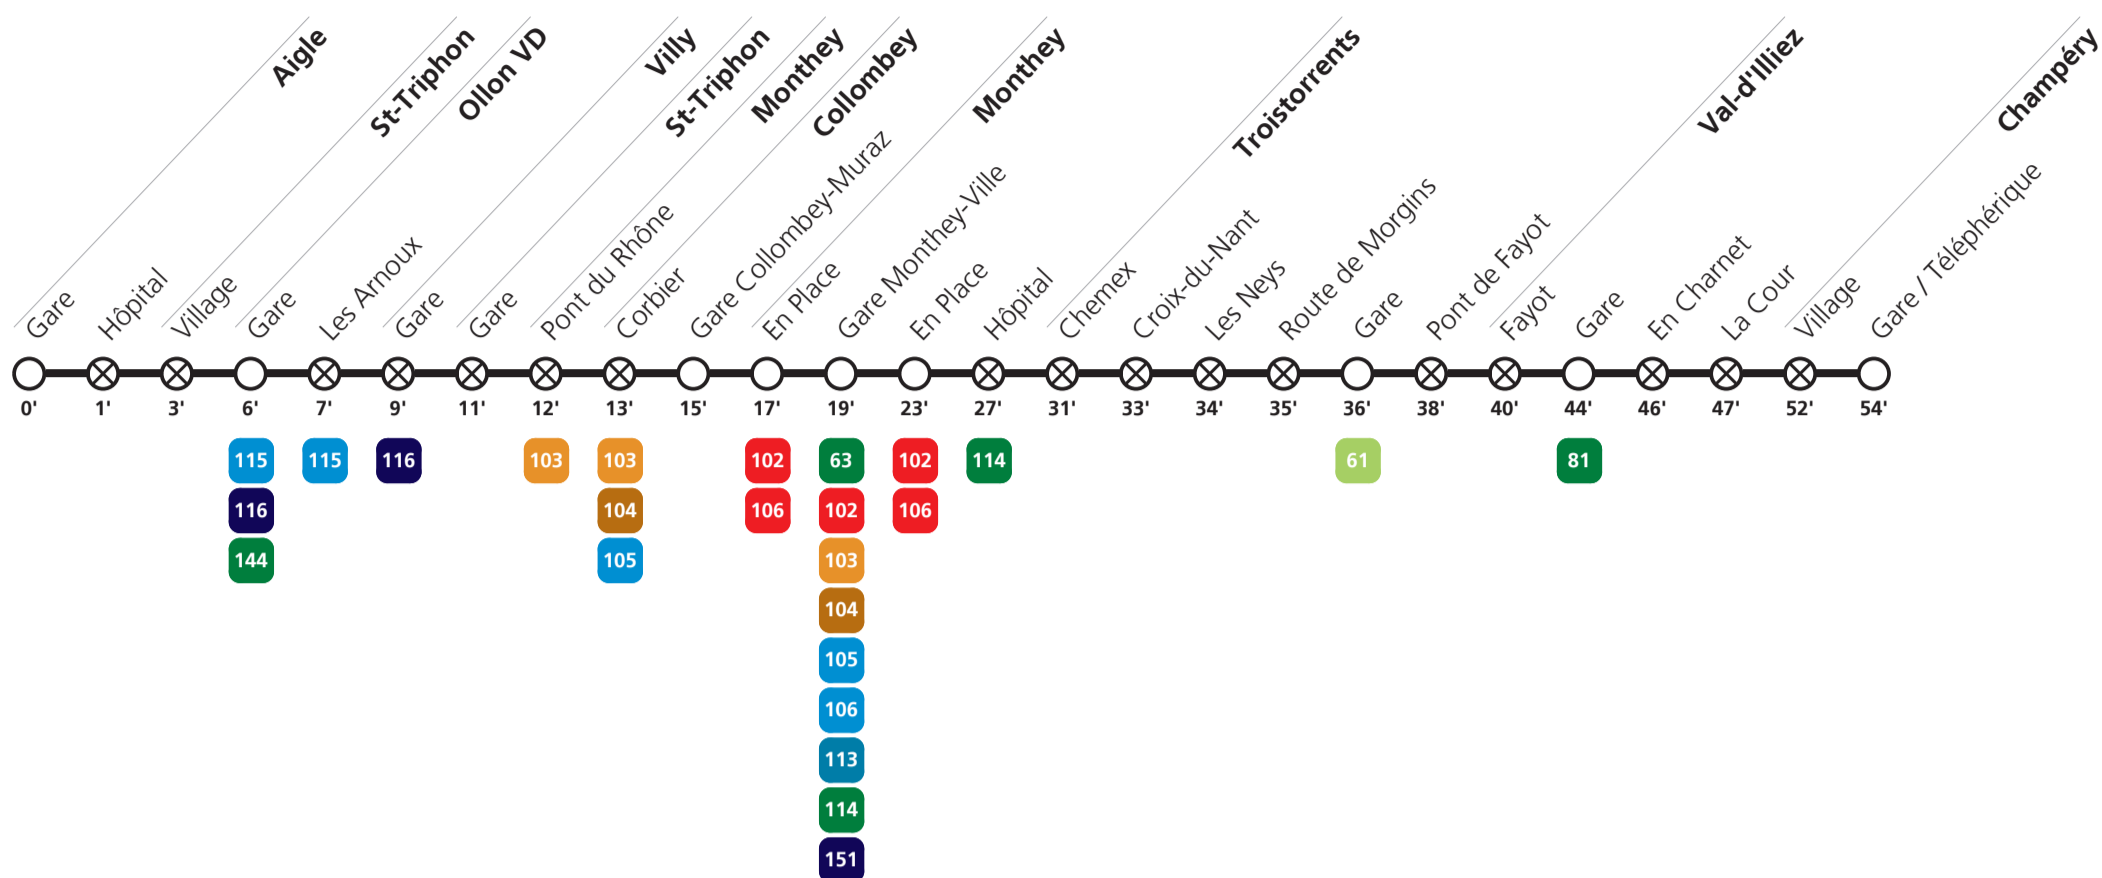 Aigle
St-Triphon
Ollon VD
Villy
St-Triphon
Monthey
Collombey
Monthey
Troistorrents
Val-d'Illiez
Champéry
Gare
Hôpital
Village
Gare
Les Arnoux
Gare
Gare
Pont du Rhône
Corbier
Gare Collombey-Muraz
En Place
Gare Monthey-Ville
En Place
Hôpital
Chemex
Croix-du-Nant
Les Neys
Route de Morgins
Gare
Pont de Fayot
Fayot
Gare
En Charnet
La Cour
Village
Gare / Téléphérique
0' 1' 3' 6' 7' 9' 11' 12' 13' 15' 17' 19' 23' 27' 31' 33' 34' 35' 36' 38' 40' 44' 46' 47' 52' 54'
115 115 116 103 103 102 63 102 114 61 81
116 104 106 102 106
144 105 103
104
105
106
113
114
151